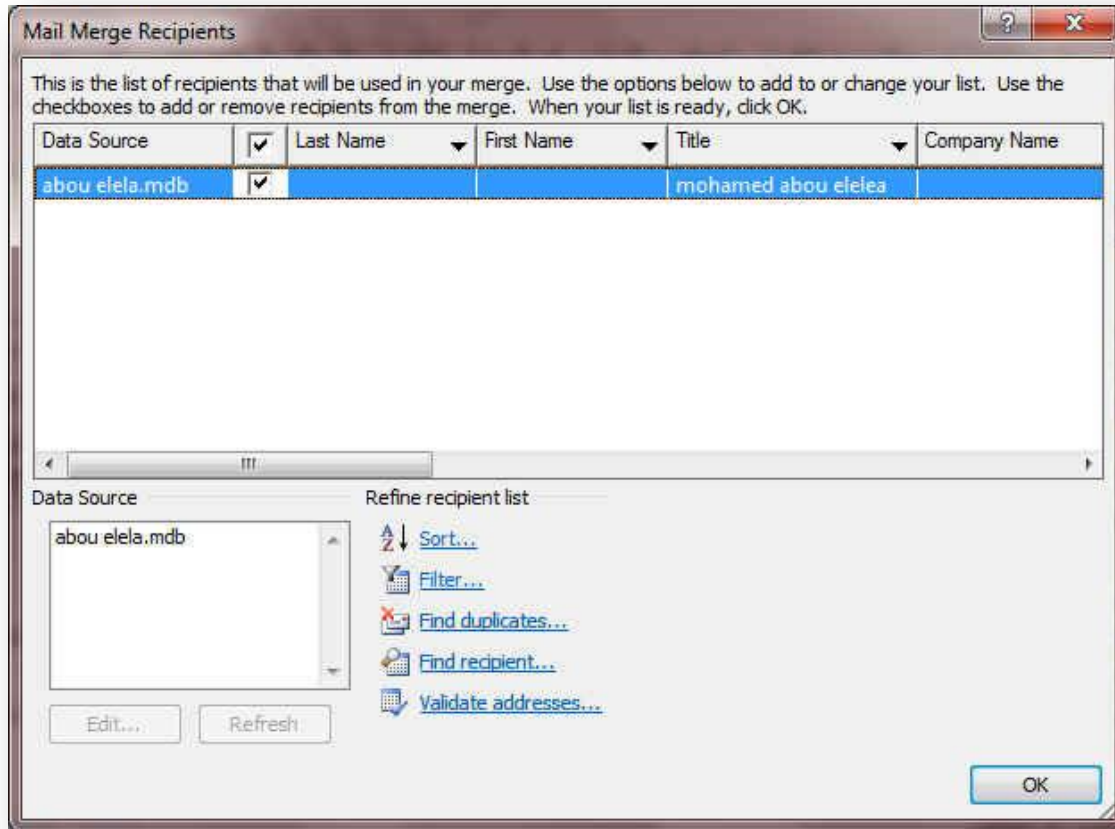 Mail Merge Recipients
This is the list of recipients that will be used in your merge. Use the options below to add to or change your list. Use the
checkboxes to add or remove recipients from the merge. When your list is ready, click OK.
Data Source Last Name First Name Title Company Name
abou elela.mdb mohamed abou elelea
Data Source Refine recipient list
abou elela.mdb
Sort...
Filter...
Find duplicates...
Find recipient...
Validate addresses...
Edit... Refresh
OK